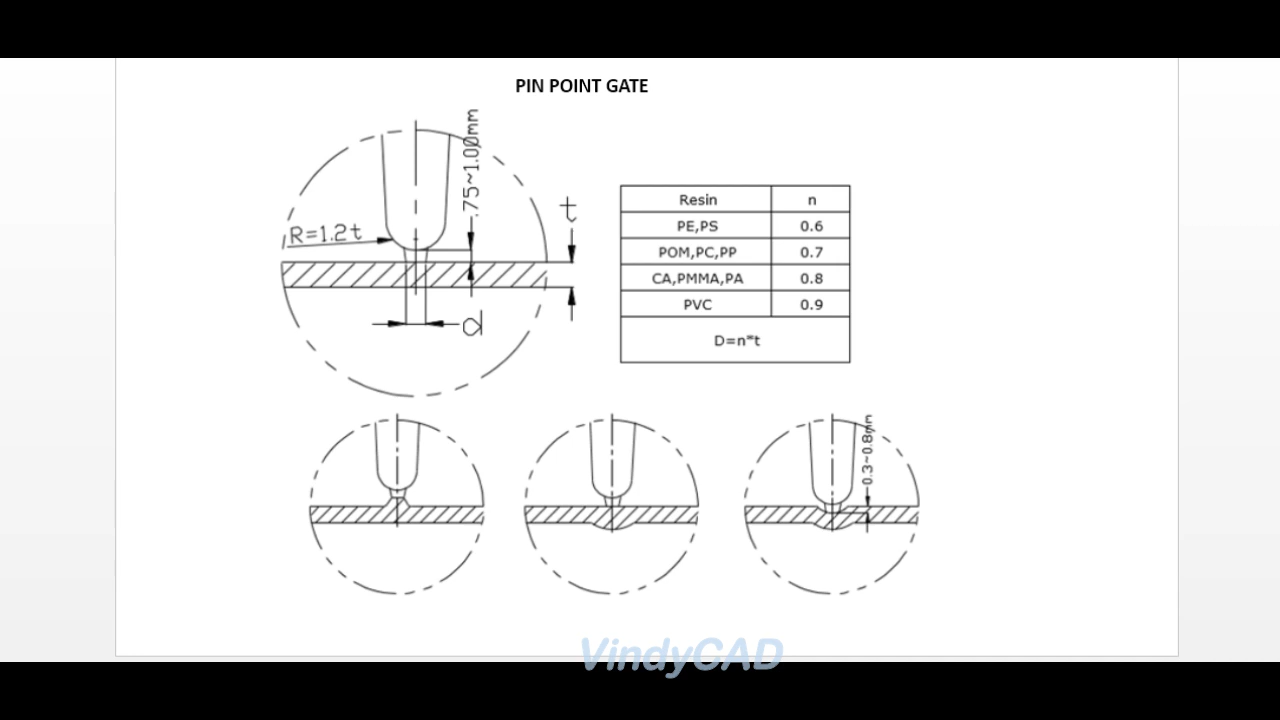 PIN POINT GATE
.75~1.00mm
t
R=1.2t
d
Resin n
PE,PS 0.6
POM,PC,PP 0.7
CA,PMMA,PA 0.8
PVC 0.9
D=n*t
0.3~0.8mm
VindyCAD